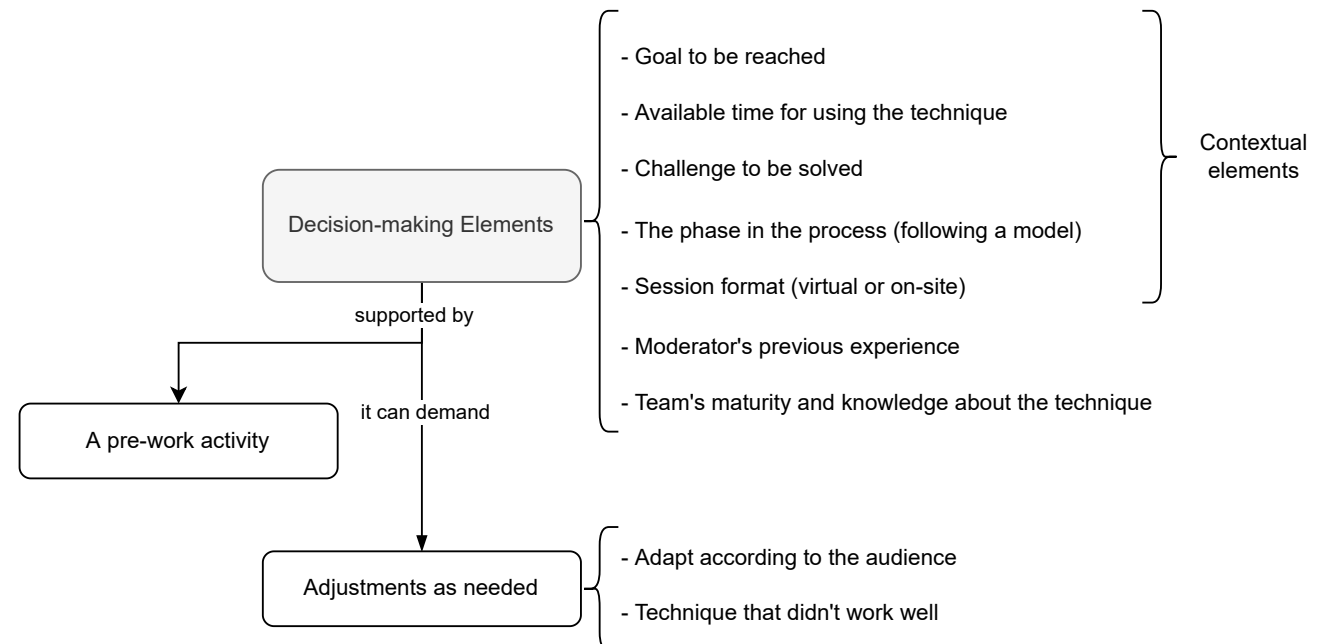 - Goal to be reached
- Available time for using the technique
Contextual
elements
- Challenge to be solved
Decision-making Elements
- The phase in the process (following a model)
- Session format (virtual or on-site)
supported by
- Moderator's previous experience
- Team's maturity and knowledge about the technique
it can demand
A pre-work activity
- Adapt according to the audience
Adjustments as needed
- Technique that didn't work well